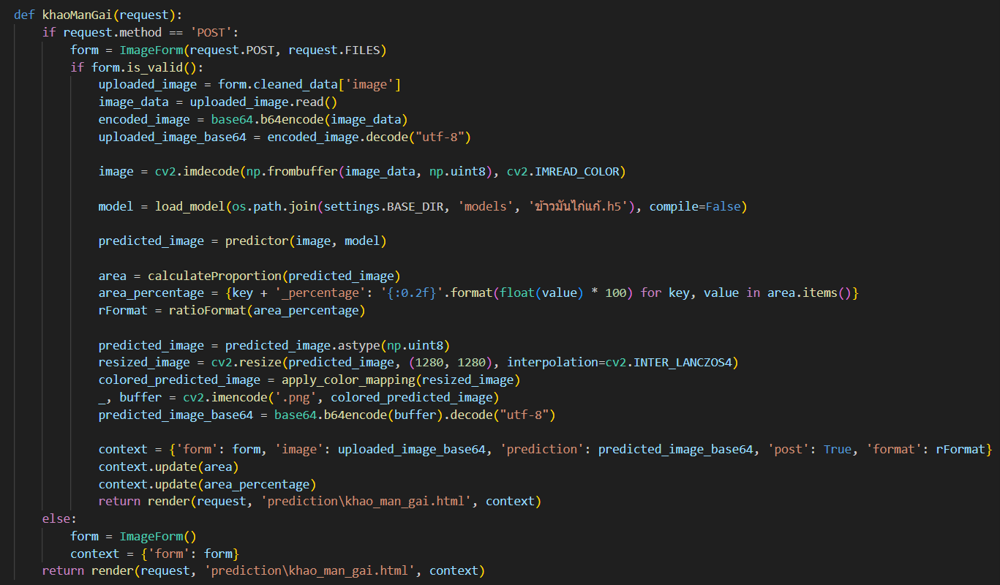 def khaoManGai(request):
    if request.method == 'POST':
        form = ImageForm(request.POST, request.FILES)
        if form.is_valid():
            uploaded_image = form.cleaned_data['image']
            image_data = uploaded_image.read()
            encoded_image = base64.b64encode(image_data)
            uploaded_image_base64 = encoded_image.decode("utf-8")
            image = cv2.imdecode(np.frombuffer(image_data, np.uint8), cv2.IMREAD_COLOR)
            model = load_model(os.path.join(settings.BASE_DIR, 'models', 'ข้าวมันไก่แก้.h5'), compile=False)
            predicted_image = predictor(image, model)
            area = calculateProportion(predicted_image)
            area_percentage = {key + '_percentage': '{:0.2f}'.format(float(value) * 100) for key, value in area.items()}
            rFormat = ratioFormat(area_percentage)
            predicted_image = predicted_image.astype(np.uint8)
            resized_image = cv2.resize(predicted_image, (1280, 1280), interpolation=cv2.INTER_LANCZOS4)
            colored_predicted_image = apply_color_mapping(resized_image)
            _, buffer = cv2.imencode('.png', colored_predicted_image)
            predicted_image_base64 = base64.b64encode(buffer).decode("utf-8")
            context = {'form': form, 'image': uploaded_image_base64, 'prediction': predicted_image_base64, 'post': True, 'format': rFormat}
            context.update(area)
            context.update(area_percentage)
            return render(request, 'prediction\khao_man_gai.html', context)
    else:
        form = ImageForm()
        context = {'form': form}
    return render(request, 'prediction\khao_man_gai.html', context)